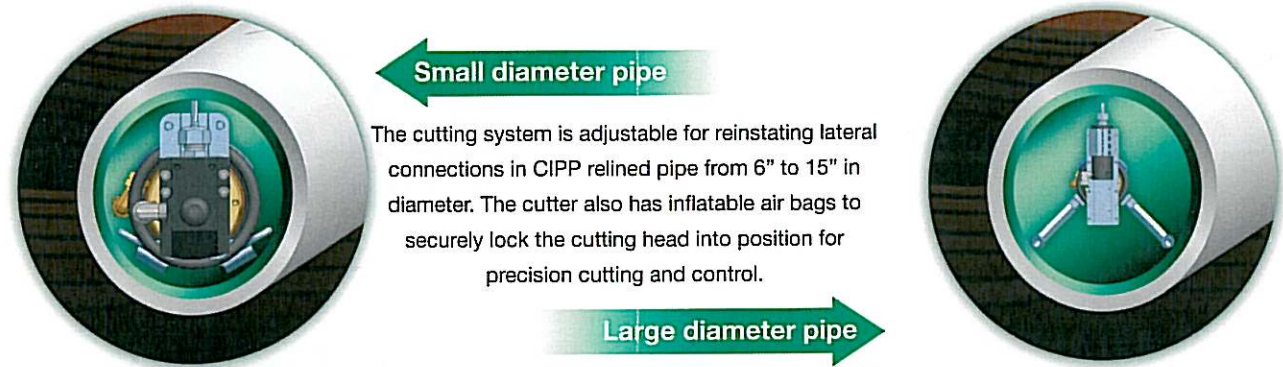 Small diameter pipe
The cutting system is adjustable for reinstating lateral
connections in CIPP relined pipe from 6” to 15” in
diameter. The cutter also has inflatable air bags to
securely lock the cutting head into position for
precision cutting and control.
Large diameter pipe